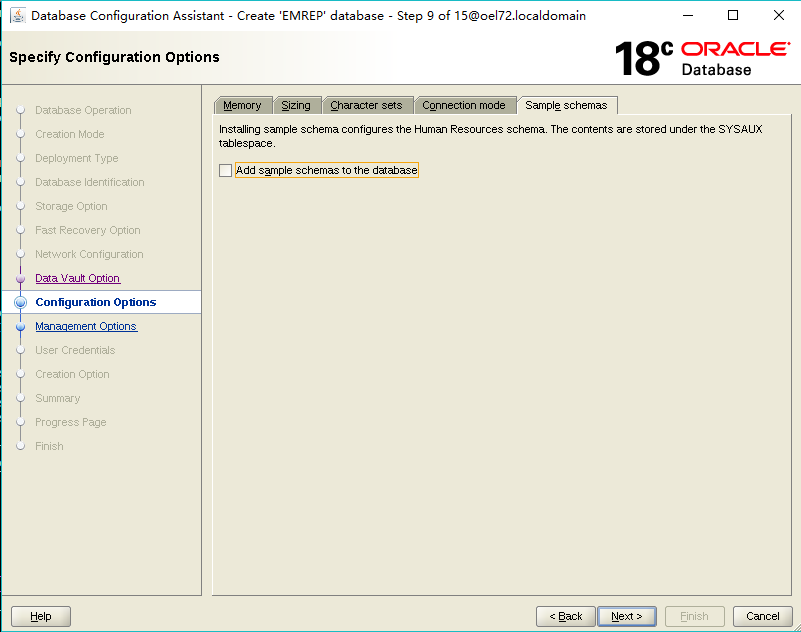 Database Configuration Assistant - Create 'EMREP' database - Step 9 of 15@oel72.localdomain
Specify Configuration Options
18c ORACLE
Database
Database Operation
Creation Mode
Deployment Type
Database Identification
Storage Option
Fast Recovery Option
Network Configuration
Data Vault Option
Configuration Options
Management Options
User Credentials
Creation Option
Summary
Progress Page
Finish
Memory Sizing Character sets Connection mode Sample schemas
Installing sample schema configures the Human Resources schema. The contents are stored under the SYSAUX
tablespace.
Add sample schemas to the database
Help < Back Next > Finish Cancel